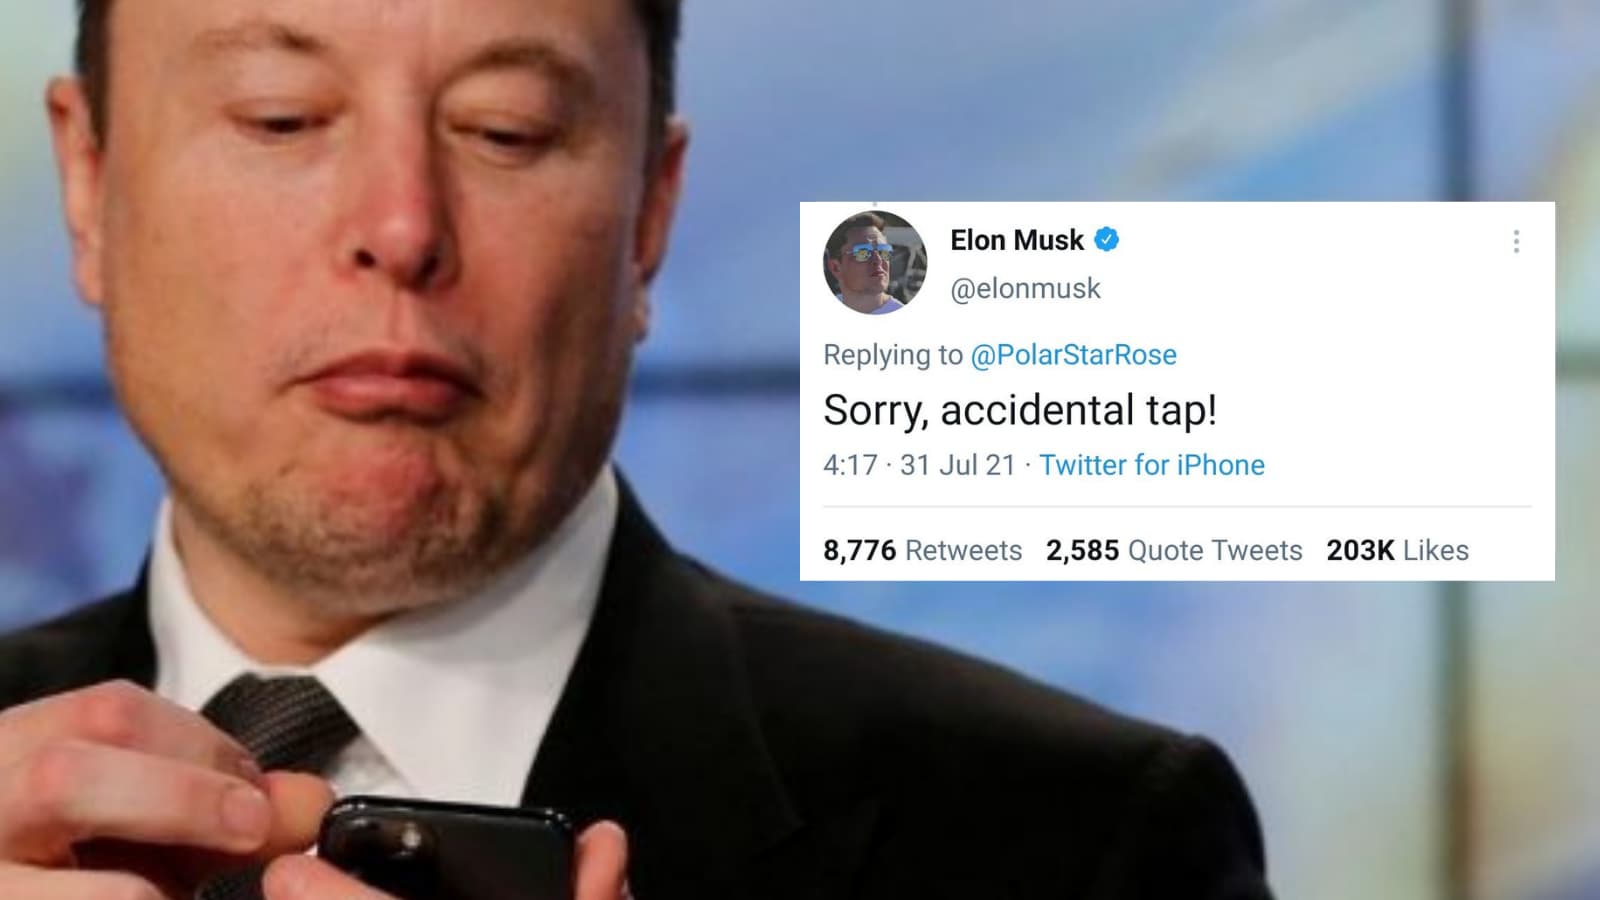 Elon Musk
@elonmusk
Replying to @PolarStarRose
Sorry, accidental tap!
4:17 · 31 Jul 21 · Twitter for iPhone
8,776 Retweets 2,585 Quote Tweets 203K Likes